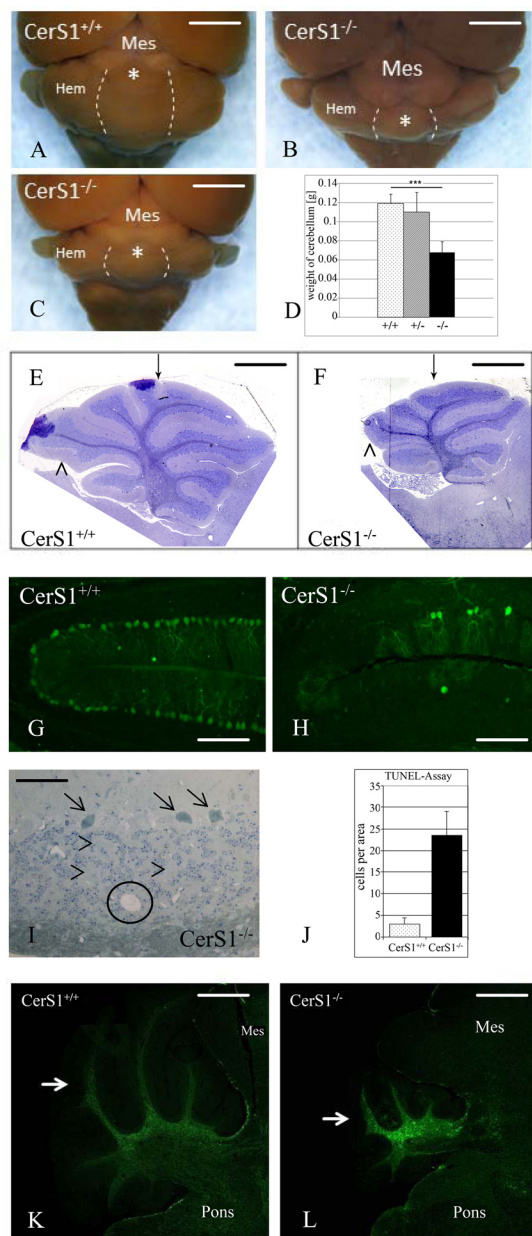 CerS1+/+
Mes
*
Hem
A
CerS1-/-
Mes
Hem
*
B
CerS1-/-
Mes
Hem
*
C
D
weight of cerebellum [g]
0.14
0.12
0.1
0.08
0.06
0.04
0.02
0
***
+/+ +/- -/-
E
CerS1+/+
F
CerS1-/-
CerS1+/+
G
CerS1-/-
H
I
CerS1-/-
J
TUNEL-Assay
cells per area
35
30
25
20
15
10
5
0
CerS1+/+ CerS1-/-
CerS1+/+
Mes
Pons
K
CerS1-/-
Mes
Pons
L